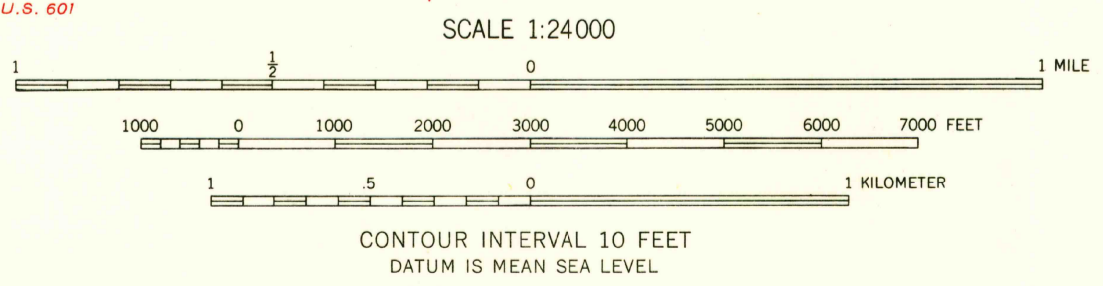 U.S. 601
SCALE 1:24000
1 1/2 0 1 MILE
1000 0 1000 2000 3000 4000 5000 6000 7000 FEET
1 .5 0 1 KILOMETER
CONTOUR INTERVAL 10 FEET
DATUM IS MEAN SEA LEVEL